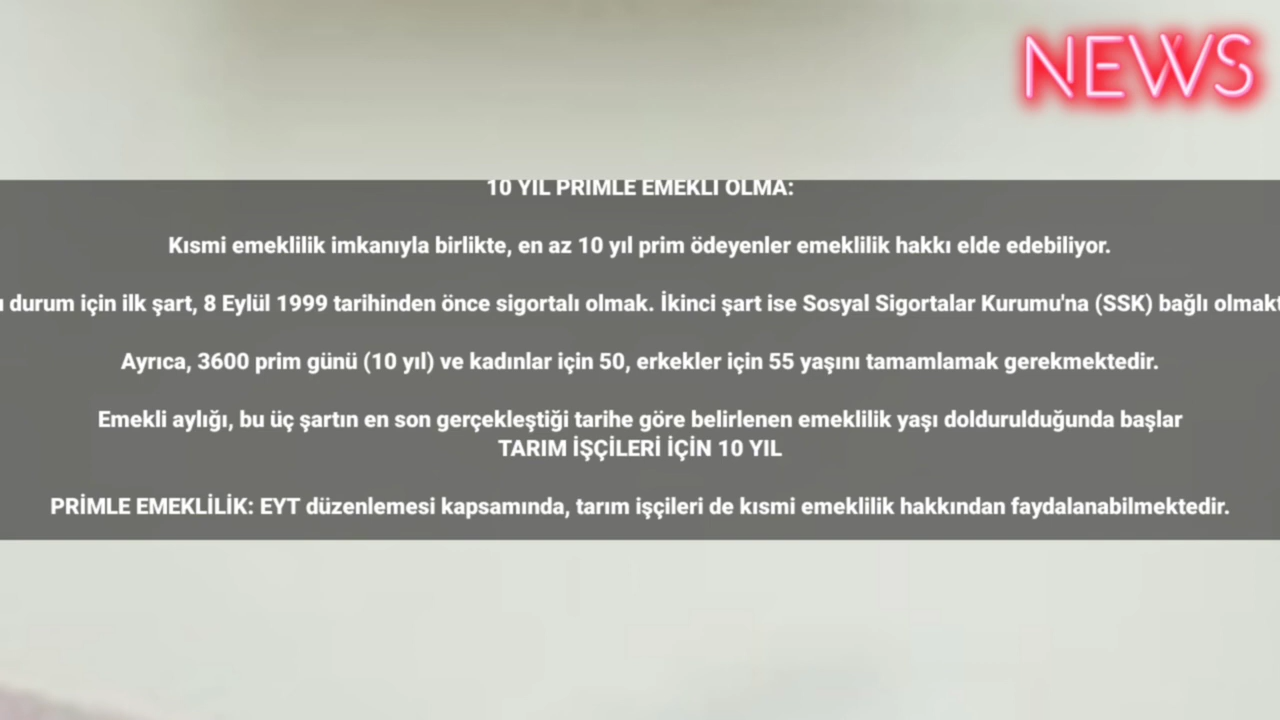 NEWS
10 YIL PRİMLE EMEKLİ OLMA:
Kısmi emeklilik imkanıyla birlikte, en az 10 yıl prim ödeyenler emeklilik hakkı elde edebiliyor.
durum için ilk şart, 8 Eylül 1999 tarihinden önce sigortalı olmak. İkinci şart ise Sosyal Sigortalar Kurumu'na (SSK) bağlı
Ayrıca, 3600 prim günü (10 yıl) ve kadınlar için 50, erkekler için 55 yaşını tamamlamak gerekmektedir.
Emekli aylığı, bu üç şartın en son gerçekleştiği tarihe göre belirlenen emeklilik yaşı doldurulduğunda başlar
TARIM İŞÇİLERİ İÇİN 10 YIL
PRİMLE EMEKLİLİK: EYT düzenlemesi kapsamında, tarım işçileri de kısmi emeklilik hakkından faydalanabilmektedir.